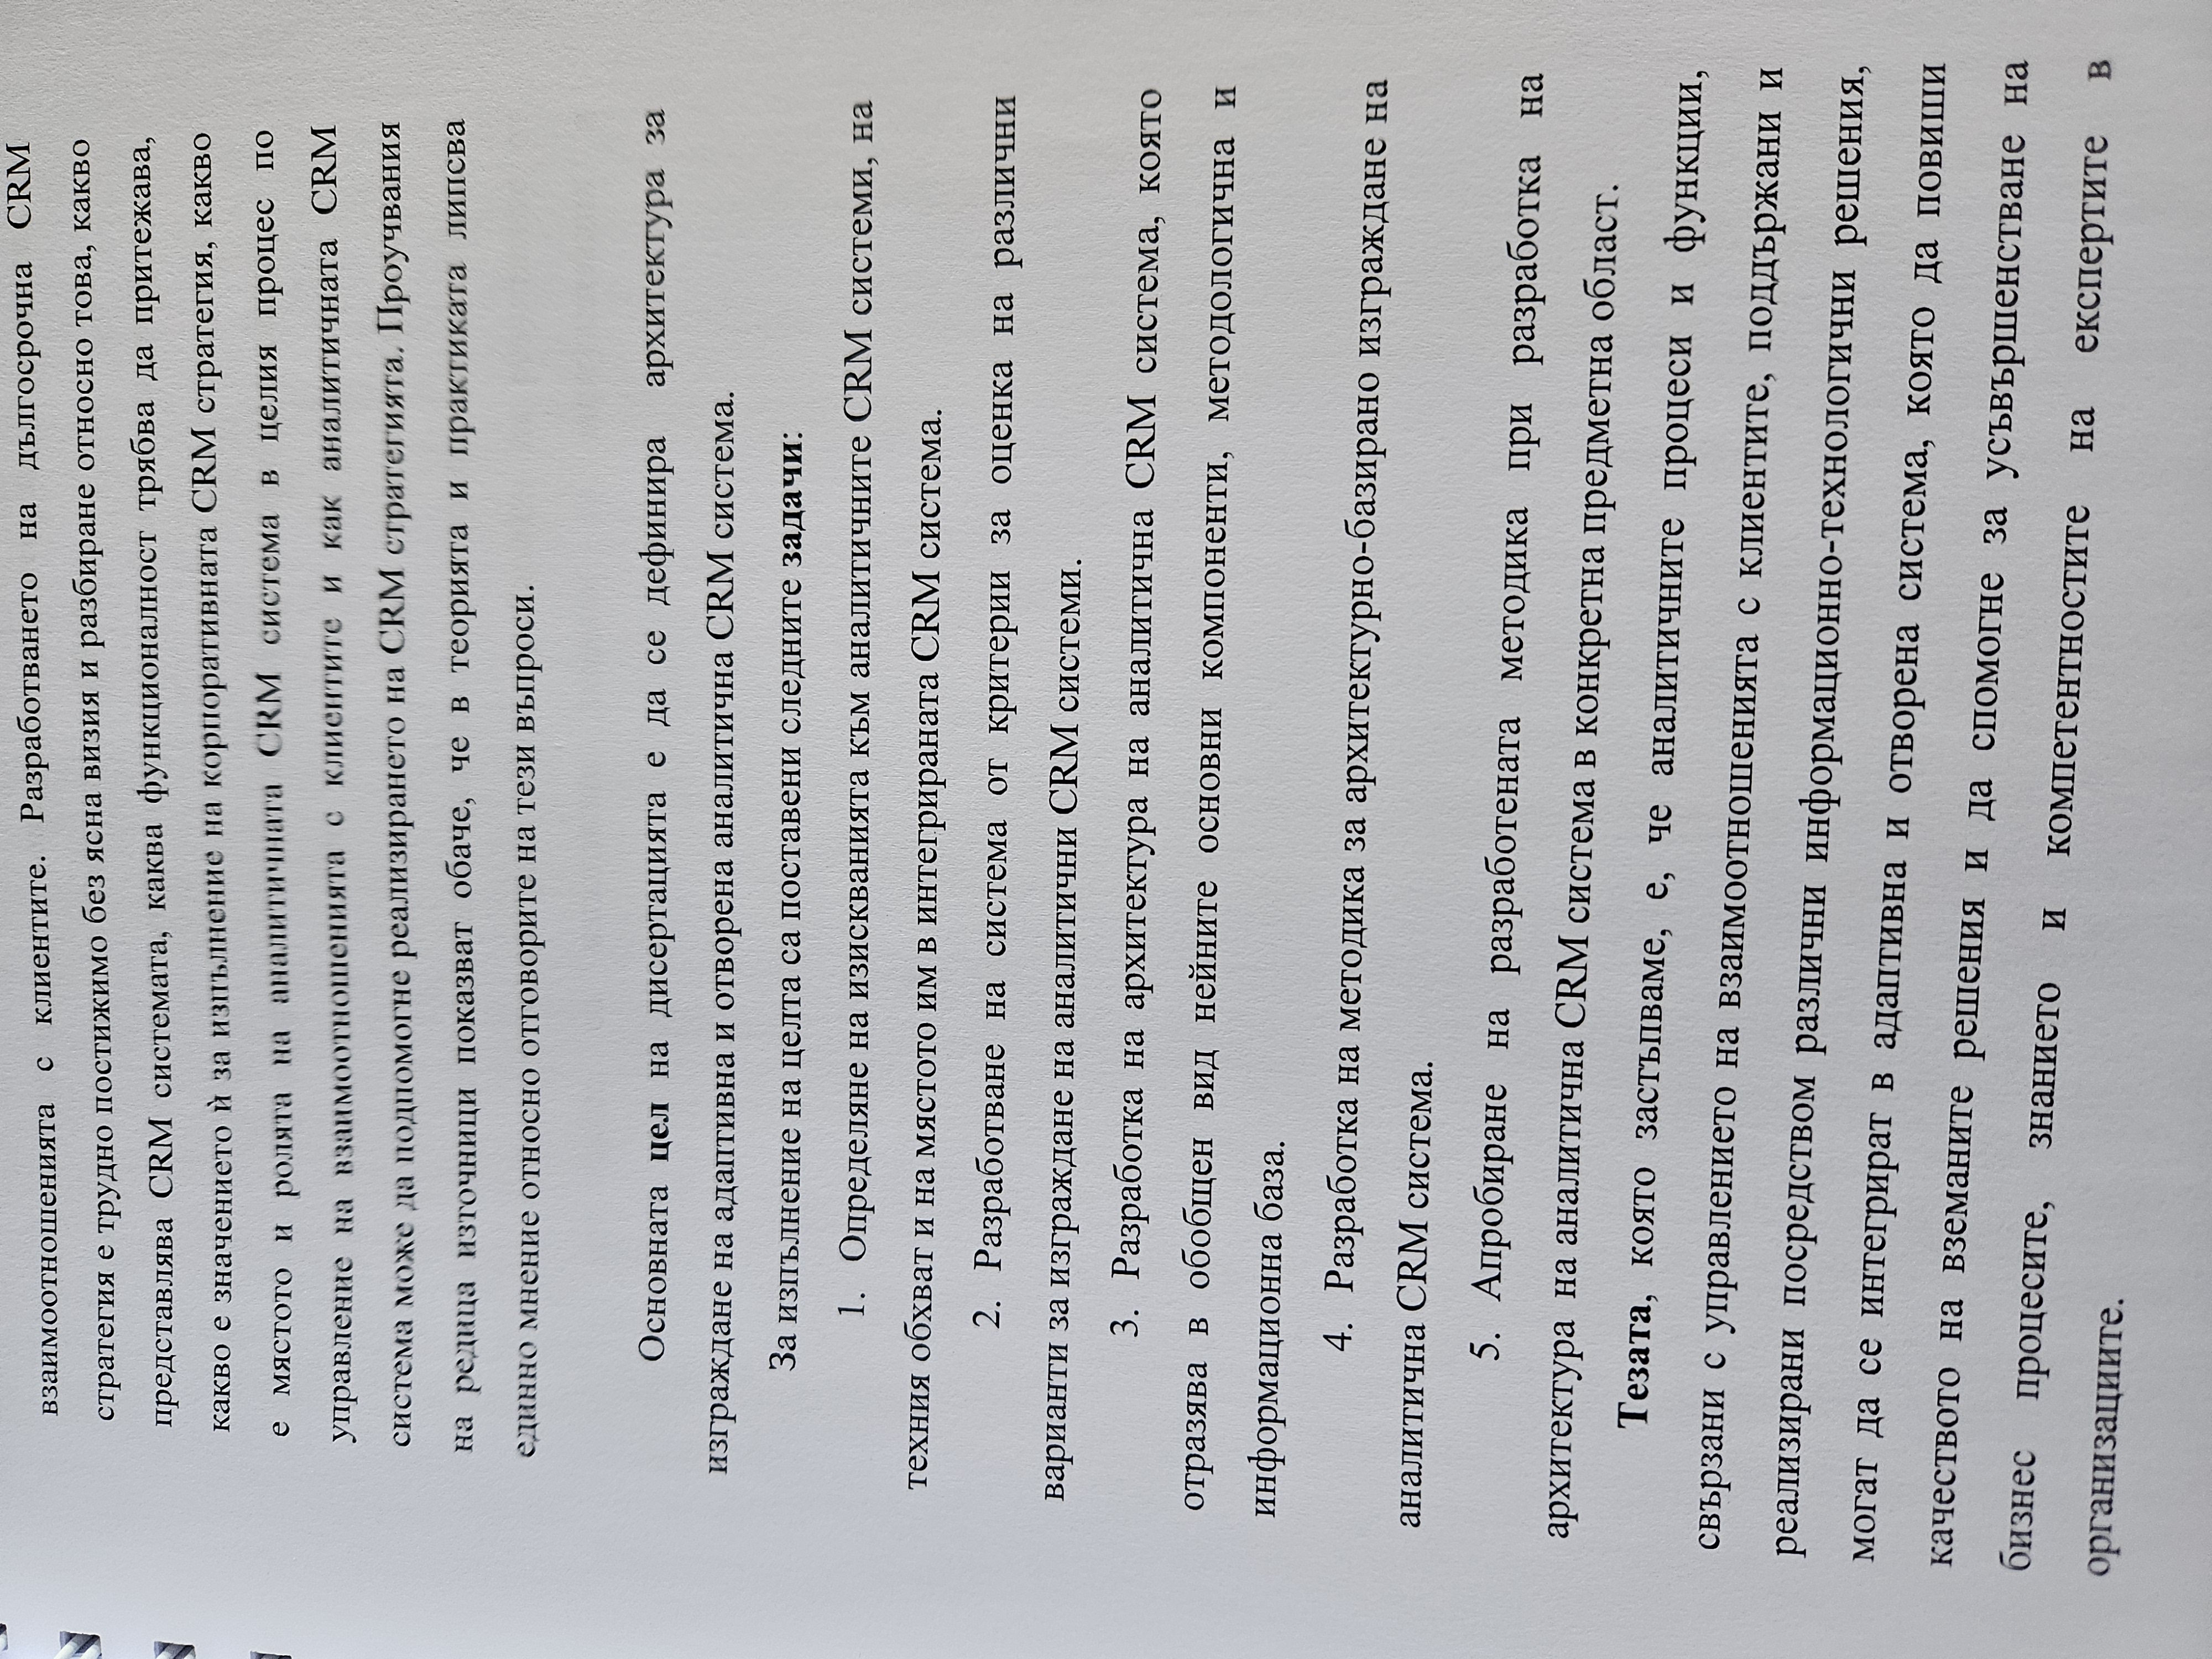 взаимоотношенията с клиентите. Разработването на дългосрочна CRM
стратегия е трудно постижимо без ясна визия и разбиране относно това, какво
представлява CRM системата, каква функционалност трябва да притежава,
какво е значението ѝ за изпълнение на корпоративната CRM стратегия, какво
е мястото и ролята на аналитичната CRM система в целия процес по
управление на взаимоотношенията с клиентите и как аналитичната CRM
система може да подпомогне реализирането на CRM стратегията. Проучвания
на редица източници показват обаче, че в теорията и практиката липсва
единно мнение относно отговорите на тези въпроси.
Основната цел на дисертацията е да се дефинира архитектура за
изграждане на адаптивна и отворена аналитична CRM система.
За изпълнение на целта са поставени следните задачи:
1. Определяне на изискванията към аналитичните CRM системи, на
техния обхват и на мястото им в интегрираната CRM система.
2. Разработване на система от критерии за оценка на различни
варианти за изграждане на аналитични CRM системи.
3. Разработка на архитектура на аналитична CRM система, която
отразява в обобщен вид нейните основни компоненти, методологична и
информационна база.
4. Разработка на методика за архитектурно-базирано изграждане на
аналитична CRM система.
5. Апробиране на разработената методика при разработка на
архитектура на аналитична CRM система в конкретна предметна област.
Тезата, която застъпваме, е, че аналитичните процеси и функции,
свързани с управлението на взаимоотношенията с клиентите, поддържани и
реализирани посредством различни информационно-технологични решения,
могат да се интегрират в адаптивна и отворена система, която да повиши
качеството на вземаните решения и да спомогне за усъвършенстване на
бизнес процесите, знанието и компетентностите на експертите в
организациите.